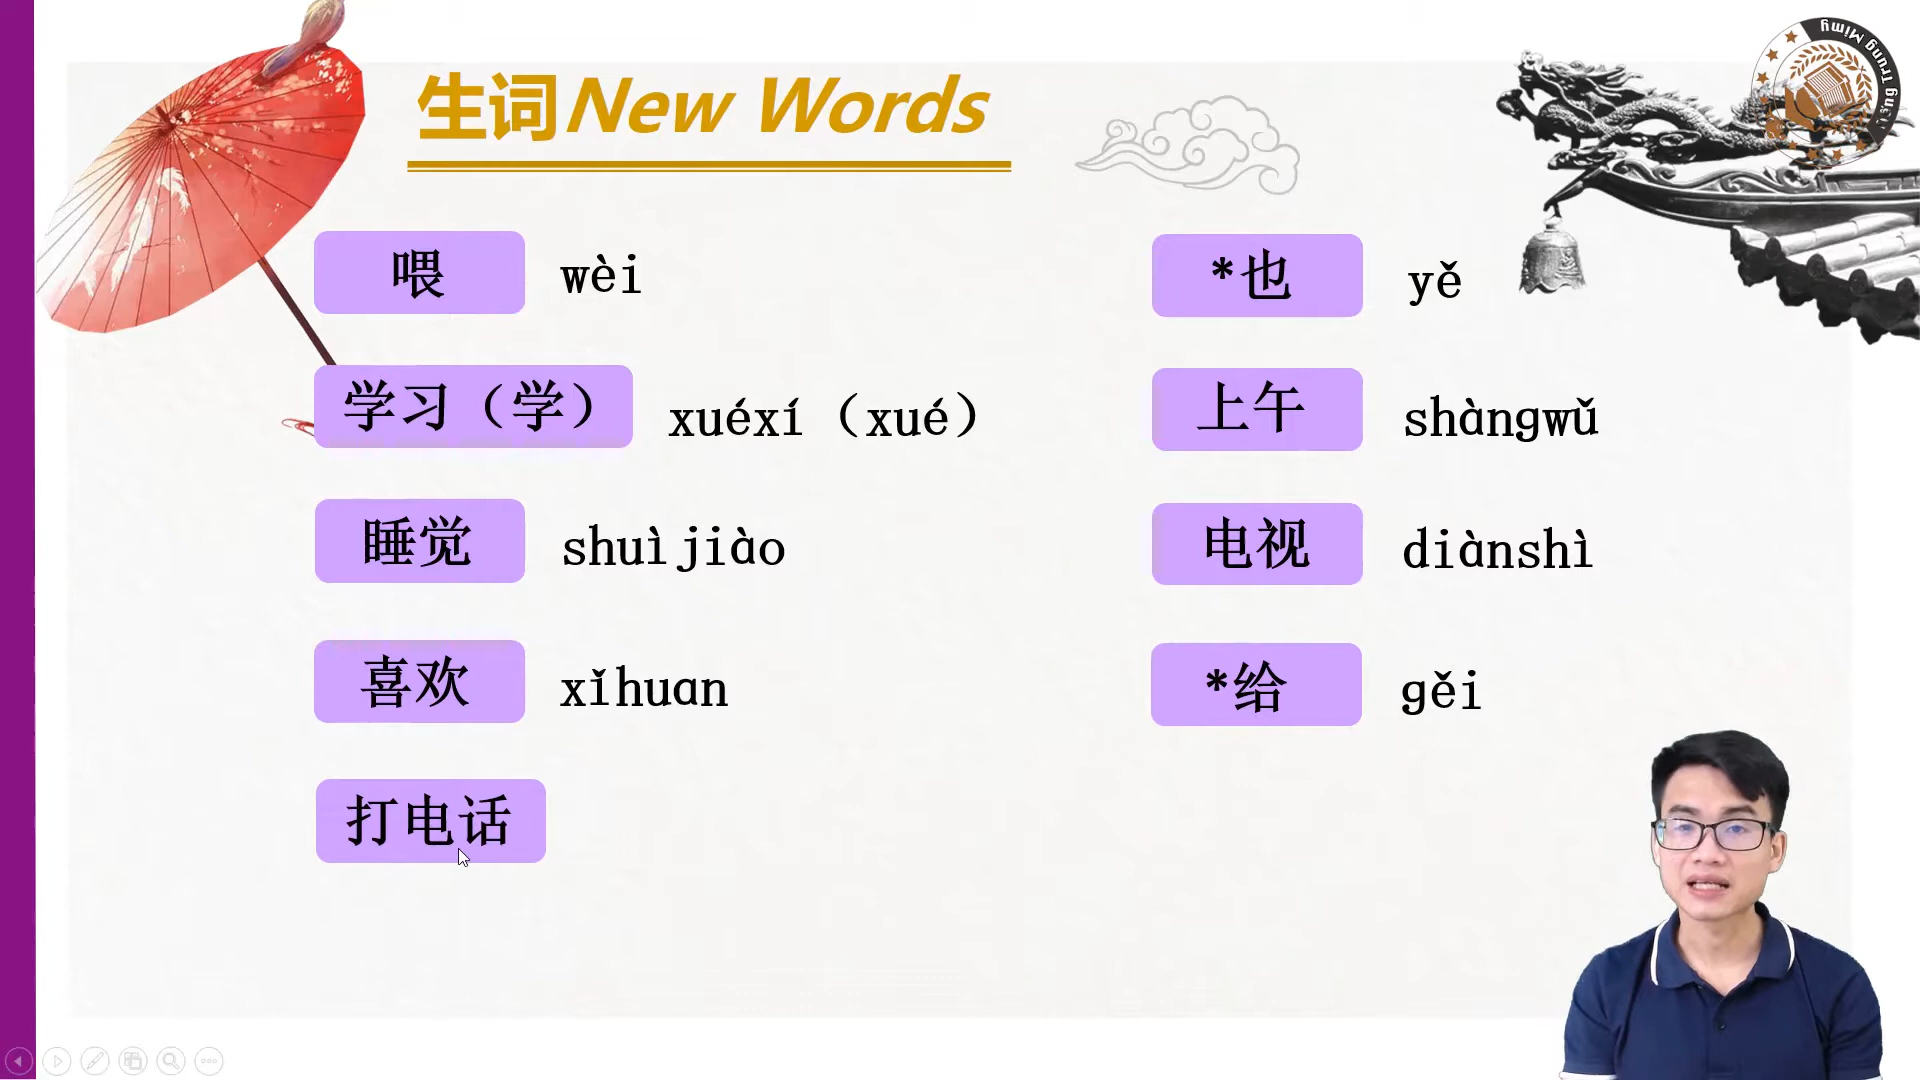 生词New Words
喂 wèi
*也 yě
学习（学） xuéxí（xué）
上午 shàngwǔ
睡觉 shuìjiào
电视 diànshì
喜欢 xǐhuan
*给 gěi
打电话